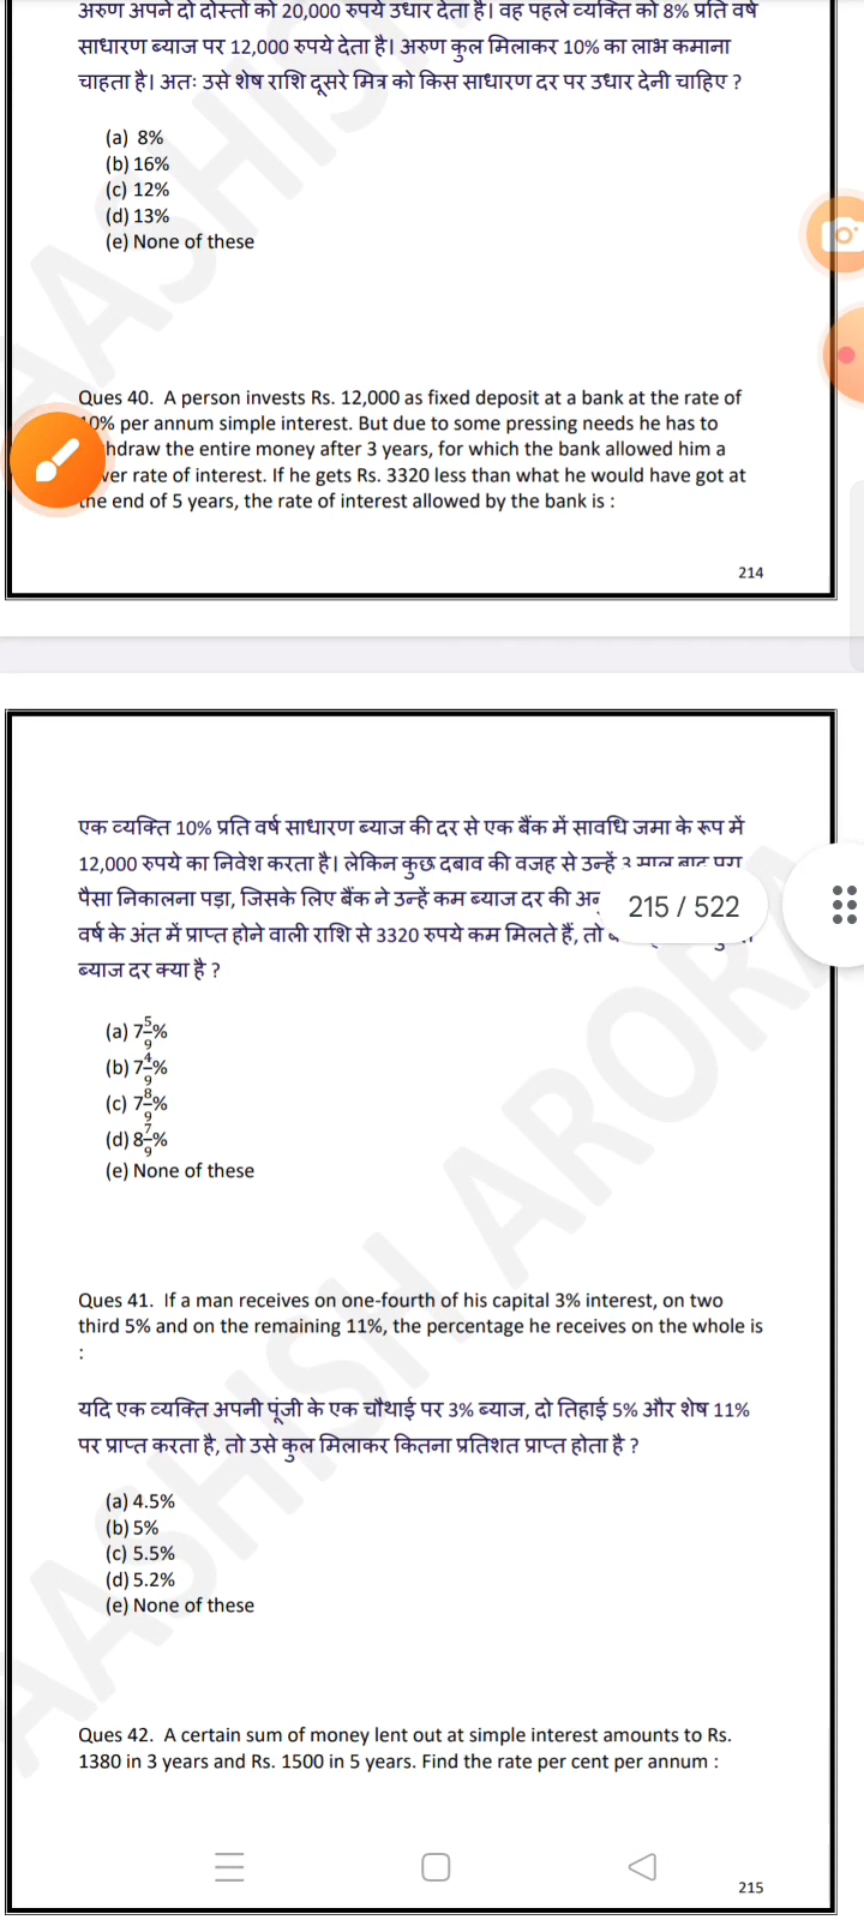 अरुण अपने दो दोस्तों को 20,000 रुपये उधार देता है। वह पहले व्यक्ति को 8% प्रति वर्ष
साधारण ब्याज पर 12,000 रुपये देता है। अरुण कुल मिलाकर 10% का लाभ कमाना
चाहता है। अतः उसे शेष राशि दूसरे मित्र को किस साधारण दर पर उधार देनी चाहिए ?
(a) 8%
(b) 16%
(c) 12%
(d) 13%
(e) None of these
Ques 40. A person invests Rs. 12,000 as fixed deposit at a bank at the rate of
10% per annum simple interest. But due to some pressing needs he has to
hdraw the entire money after 3 years, for which the bank allowed him a
ver rate of interest. If he gets Rs. 3320 less than what he would have got at
the end of 5 years, the rate of interest allowed by the bank is :
214
एक व्यक्ति 10% प्रति वर्ष साधारण ब्याज की दर से एक बैंक में सावधि जमा के रूप में
12,000 रुपये का निवेश करता है। लेकिन कुछ दबाव की वजह से उन्हें 3 साल बाद पूरा
पैसा निकालना पड़ा, जिसके लिए बैंक ने उन्हें कम ब्याज दर की
215 / 522
वर्ष के अंत में प्राप्त होने वाली राशि से 3320 रुपये कम मिलते हैं, तो
ब्याज दर क्या है ?
(a) 7 5/9%
(b) 7 4/9%
(c) 7 8/9%
(d) 8 7/9%
(e) None of these
Ques 41. If a man receives on one-fourth of his capital 3% interest, on two
third 5% and on the remaining 11%, the percentage he receives on the whole is
:
यदि एक व्यक्ति अपनी पूंजी के एक चौथाई पर 3% ब्याज, दो तिहाई 5% और शेष 11%
पर प्राप्त करता है, तो उसे कुल मिलाकर कितना प्रतिशत प्राप्त होता है ?
(a) 4.5%
(b) 5%
(c) 5.5%
(d) 5.2%
(e) None of these
Ques 42. A certain sum of money lent out at simple interest amounts to Rs.
1380 in 3 years and Rs. 1500 in 5 years. Find the rate per cent per annum :
215
AASHISH ARORA